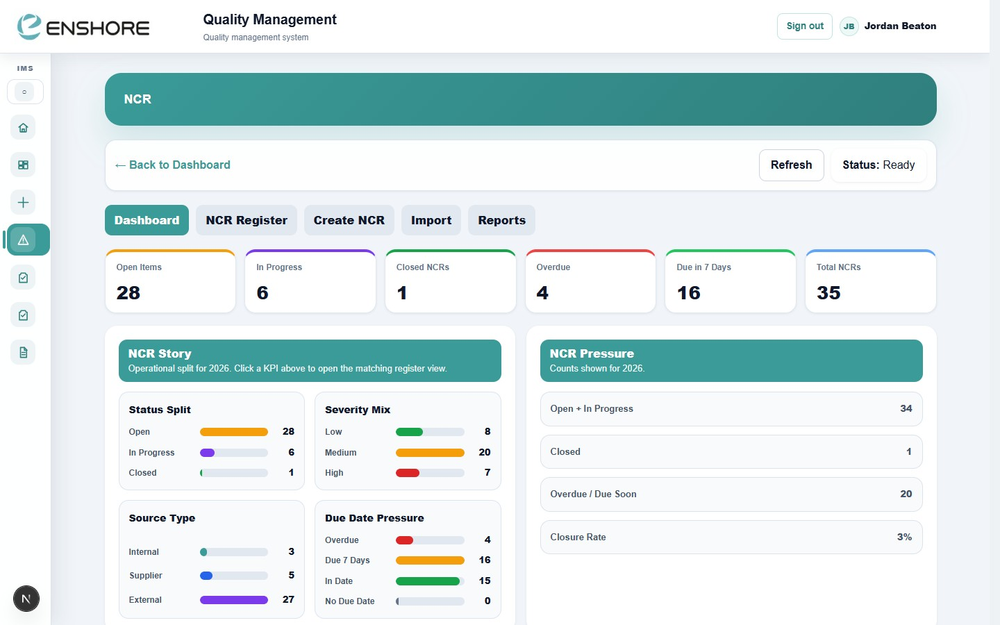 ENSHORE
Quality Management
Quality management system
Sign out
JB
Jordan Beaton
IMS
NCR
← Back to Dashboard
Refresh
Status: Ready
Dashboard
NCR Register
Create NCR
Import
Reports
Open Items
28
In Progress
6
Closed NCRs
1
Overdue
4
Due in 7 Days
16
Total NCRs
35
NCR Story
Operational split for 2026. Click a KPI above to open the matching register view.
Status Split
Open 28
In Progress 6
Closed 1
Severity Mix
Low 8
Medium 20
High 7
Source Type
Internal 3
Supplier 5
External 27
Due Date Pressure
Overdue 4
Due 7 Days 16
In Date 15
No Due Date 0
NCR Pressure
Counts shown for 2026.
Open + In Progress 34
Closed 1
Overdue / Due Soon 20
Closure Rate 3%
N